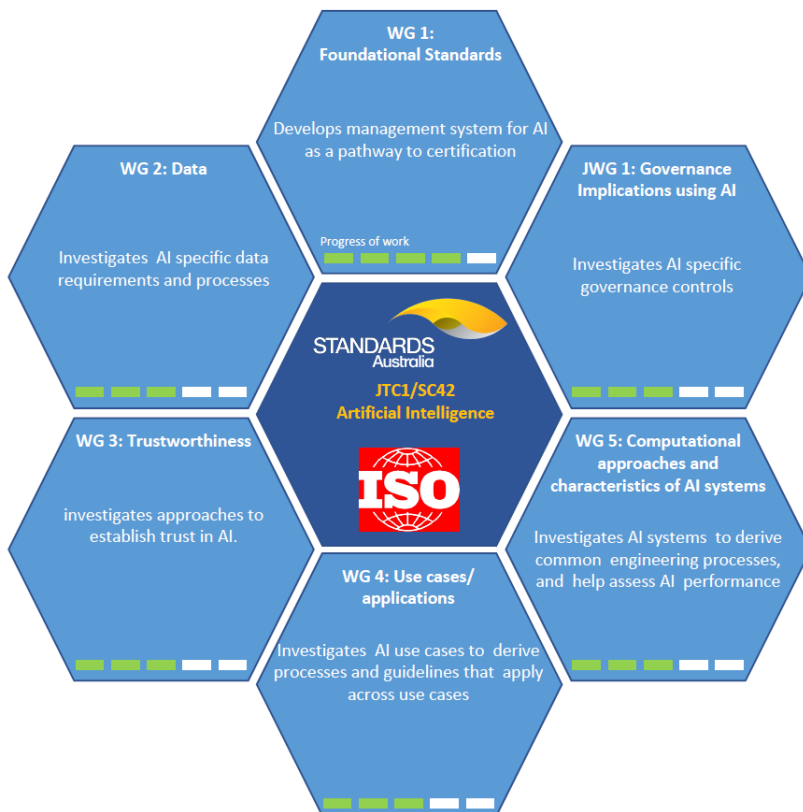 WG 1:
Foundational Standards
Develops management system for AI
as a pathway to certification
Progress of work
WG 2: Data
Investigates AI specific data
requirements and processes
JWG 1: Governance
Implications using AI
Investigates AI specific
governance controls
STANDARDS
Australia
JTC1/SC42
Artificial Intelligence
ISO
WG 3: Trustworthiness
investigates approaches to
establish trust in AI.
WG 5: Computational
approaches and
characteristics of AI systems
Investigates AI systems to derive
common engineering processes,
and help assess AI performance
WG 4: Use cases/
applications
Investigates AI use cases to derive
processes and guidelines that apply
across use cases